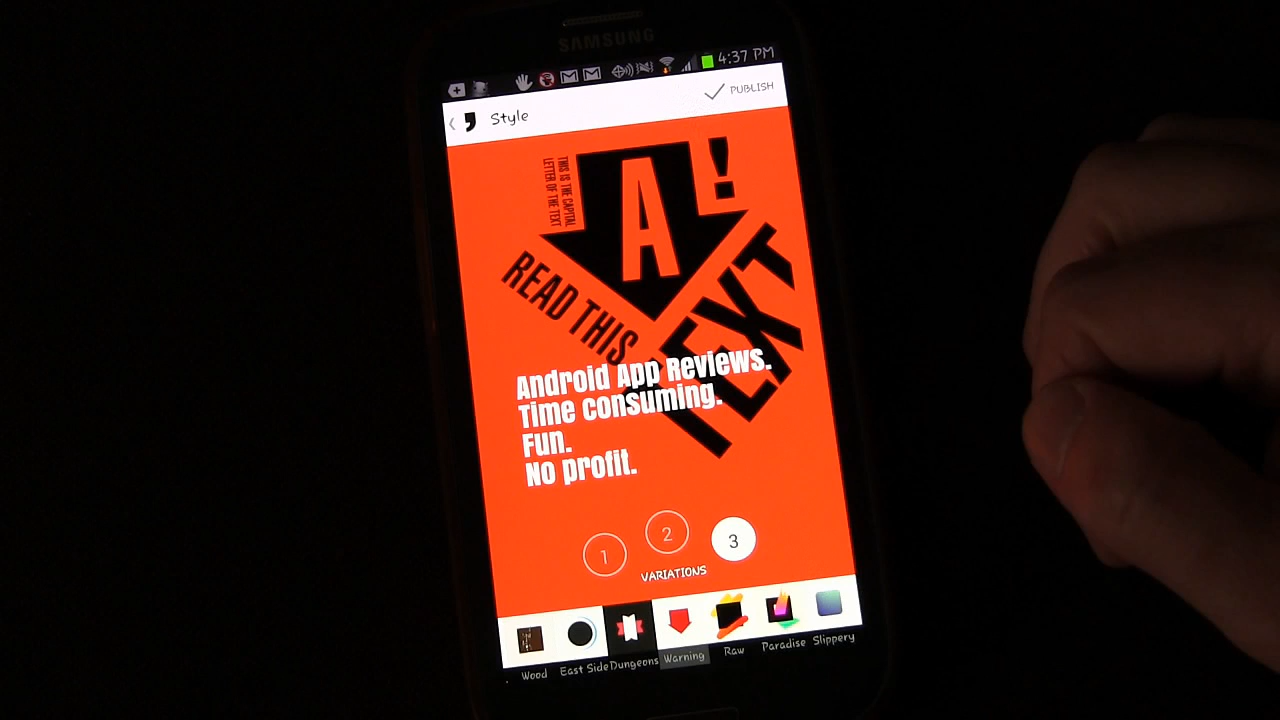 SAMSUNG
4:37 PM
Style
PUBLISH
THIS IS THE CAPITAL
LETTER OF THE TEXT
A!
READ THIS
TEXT
Android App Reviews.
Time consuming.
Fun.
No profit.
1
2
3
VARIATIONS
Wood
East Side
Dungeons
Warning
Raw
Paradise
Slippery